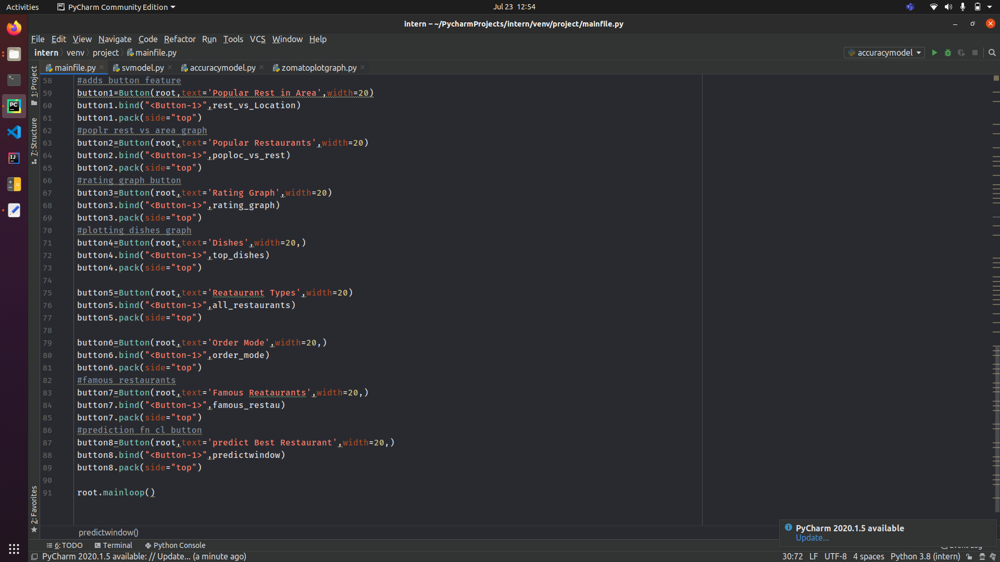 Activities PyCharm Community Edition Jul 23 12:54
intern – ~/PycharmProjects/intern/venv/project/mainfile.py
File Edit View Navigate Code Refactor Run Tools VCS Window Help
intern venv project mainfile.py accuracymodel
mainfile.py svmodel.py accuracymodel.py zomatoplotgraph.py
1: Project
7: Structure
2: Favorites
58 #adds button feature
59 button1=Button(root,text='Popular Rest in Area',width=20)
60 button1.bind("<Button-1>",rest_vs_Location)
61 button1.pack(side="top")
62 #poplr rest vs area graph
63 button2=Button(root,text='Popular Restaurants',width=20)
64 button2.bind("<Button-1>",poploc_vs_rest)
65 button2.pack(side="top")
66 #rating graph button
67 button3=Button(root,text='Rating Graph',width=20)
68 button3.bind("<Button-1>",rating_graph)
69 button3.pack(side="top")
70 #plotting dishes graph
71 button4=Button(root,text='Dishes',width=20,)
72 button4.bind("<Button-1>",top_dishes)
73 button4.pack(side="top")
74
75 button5=Button(root,text='Reataurant Types',width=20)
76 button5.bind("<Button-1>",all_restaurants)
77 button5.pack(side="top")
78
79 button6=Button(root,text='Order Mode',width=20,)
80 button6.bind("<Button-1>",order_mode)
81 button6.pack(side="top")
82 #famous restaurants
83 button7=Button(root,text='Famous Reataurants',width=20,)
84 button7.bind("<Button-1>",famous_restau)
85 button7.pack(side="top")
86 #prediction fn cl button
87 button8=Button(root,text='predict Best Restaurant',width=20,)
88 button8.bind("<Button-1>",predictwindow)
89 button8.pack(side="top")
90
91 root.mainloop()
predictwindow()
PyCharm 2020.1.5 available
Update...
6: TODO Terminal Python Console Event Log
PyCharm 2020.1.5 available: // Update... (a minute ago) 30:72 LF UTF-8 4 spaces Python 3.8 (intern)